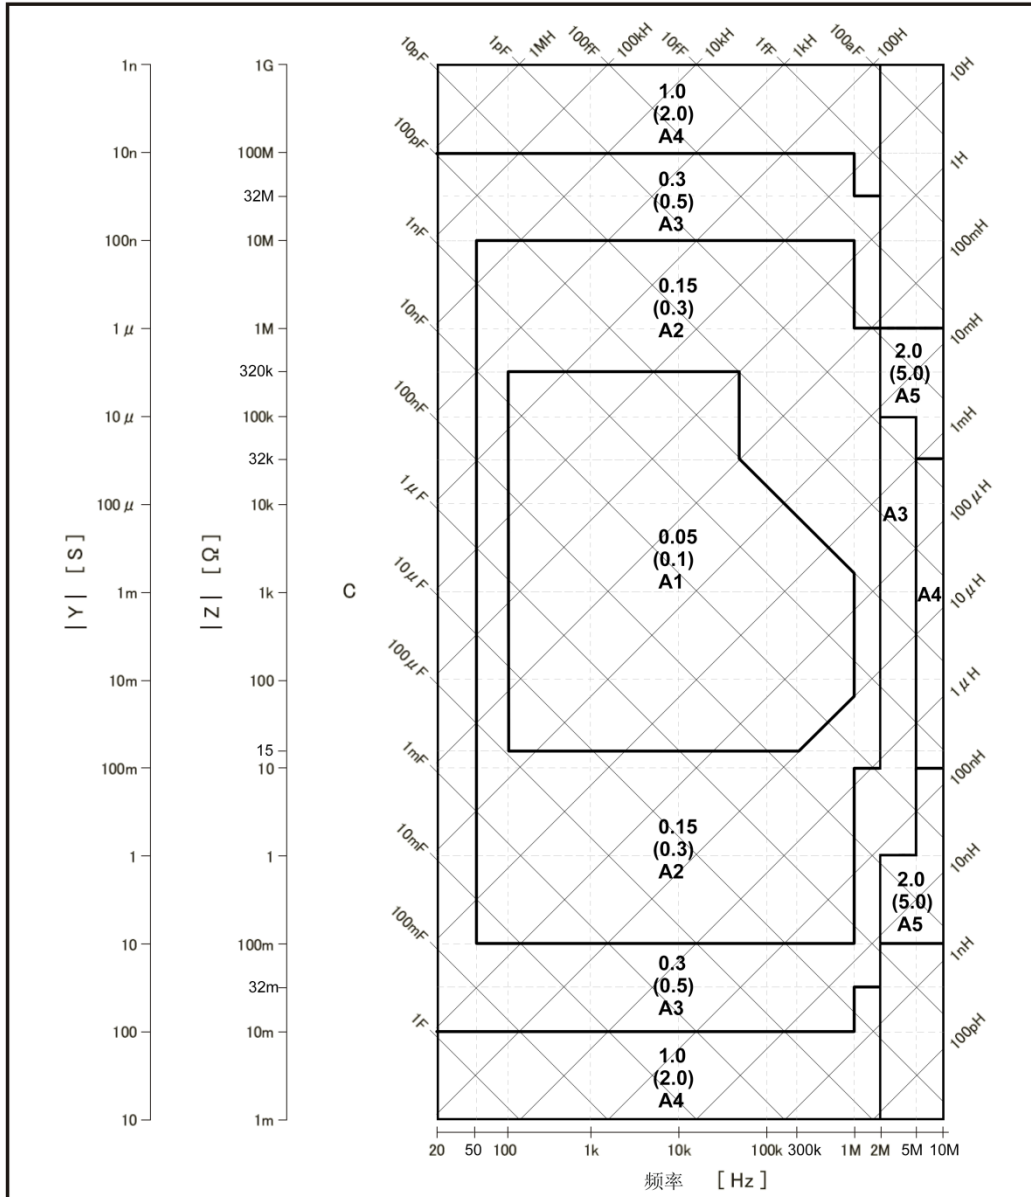 10pF
1pF
1MH
100fF
100kH
10fF
10kH
1fF
1kH
100aF
100H
10H
1n
10n
100n
1 μ
10 μ
100 μ
1m
10m
100m
1
10
100
10
|Y| [S]
1G
100M
32M
10M
1M
320k
100k
32k
10k
1k
100
15
10
1
100m
32m
10m
1m
|Z| [Ω]
C
100pF
1nF
10nF
100nF
1μF
10μF
100μF
1mF
10mF
100mF
1F
1.0
(2.0)
A4
0.3
(0.5)
A3
0.15
(0.3)
A2
2.0
(5.0)
A5
A3
0.05
(0.1)
A1
A4
0.15
(0.3)
A2
2.0
(5.0)
A5
0.3
(0.5)
A3
1.0
(2.0)
A4
1H
100mH
10mH
1mH
100μH
10μH
1μH
100nH
10nH
1nH
100pH
20 50 100 1k 10k 100k 300k 1M 2M 5M 10M
频率 [Hz]